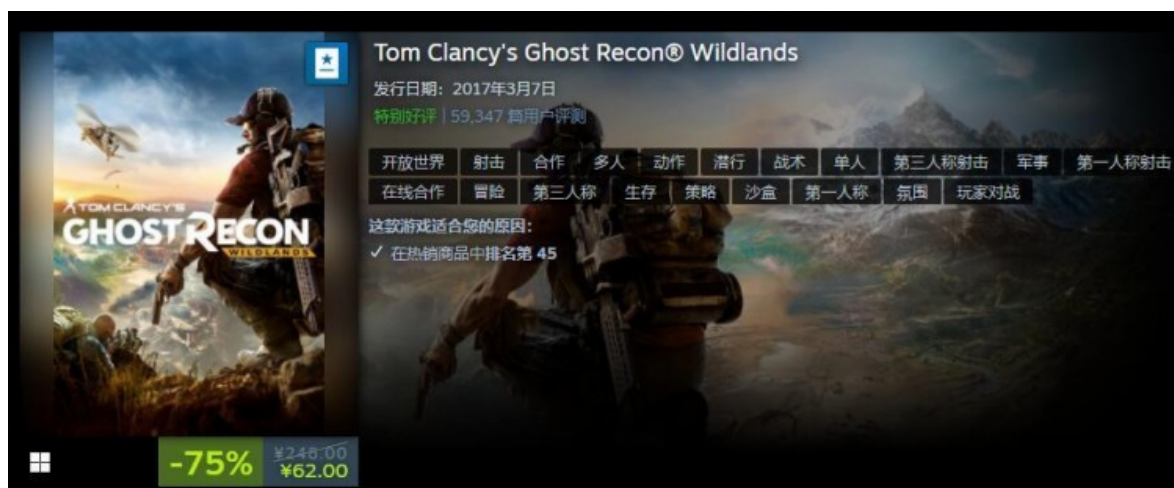 Tom Clancy's Ghost Recon® Wildlands
发行日期：2017年3月7日
特别好评 | 59,347 篇用户评测
开放世界 射击 合作 多人 动作 潜行 战术 单人 第三人称射击 军事 第一人称射击
在线合作 冒险 第三人称 生存 策略 沙盒 第一人称 氛围 玩家对战
这款游戏适合您的原因：
✓ 在热销商品中排名第 45
TOM CLANCY'S
GHOST RECON
WILDLANDS
-75%
¥248.00
¥62.00